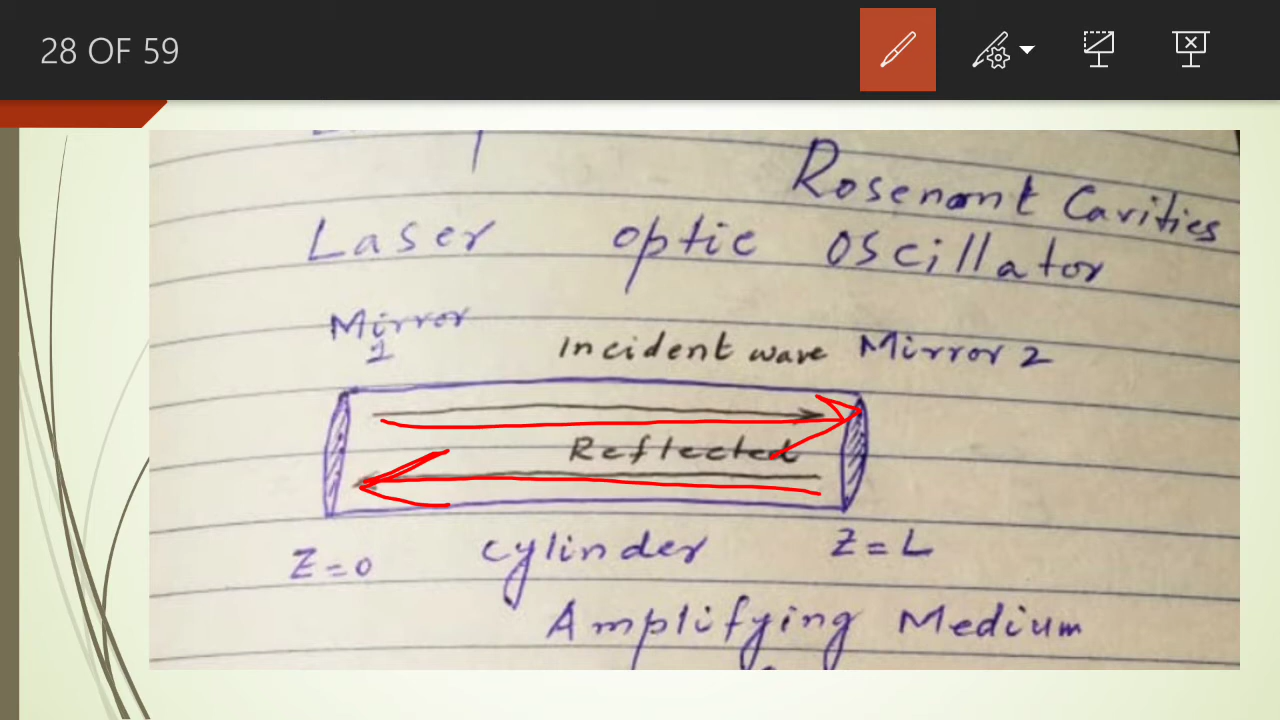 28 OF 59
Rosenant Cavities
Laser optic oscillator
Mirror
1
Incident wave Mirror 2
Reflected
Z=0 cylinder Z=L
Amplifying Medium